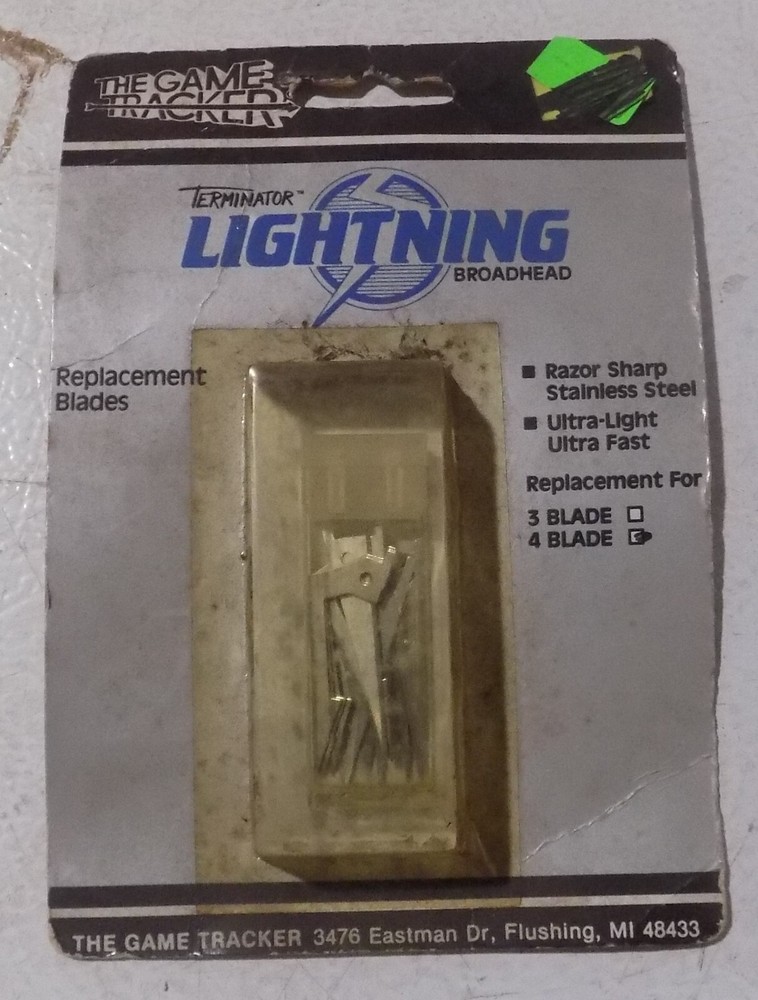 THE GAME
TRACKER
TERMINATOR™
LIGHTNING
BROADHEAD
Replacement
Blades
Razor Sharp
Stainless Steel
Ultra-Light
Ultra Fast
Replacement For
3 BLADE
4 BLADE
THE GAME TRACKER 3476 Eastman Dr, Flushing, MI 48433